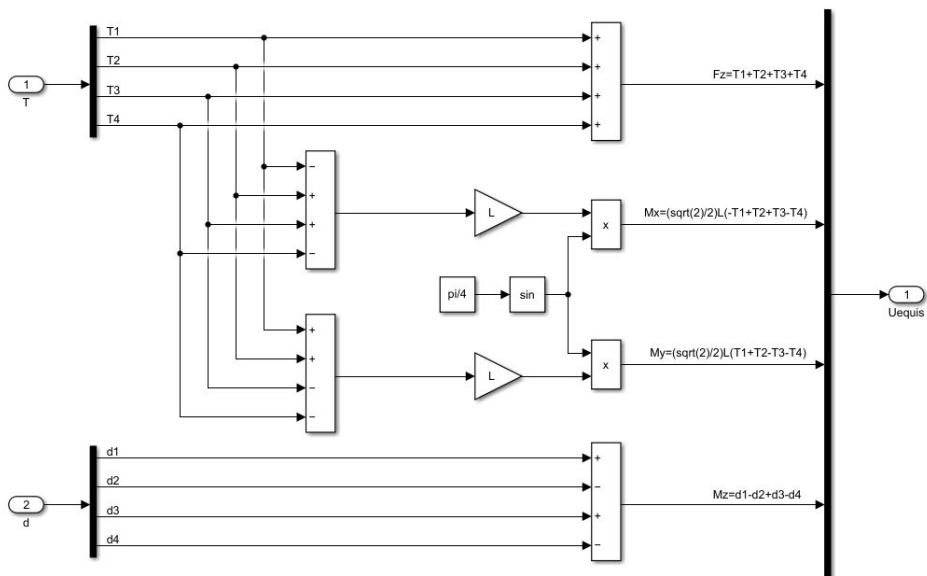 T1
T2
T3
T4
1
T
+
+
+
+
Fz=T1+T2+T3+T4
−
+
+
−
L
x
Mx=(sqrt(2)/2)L(-T1+T2+T3-T4)
pi/4
sin
1
Uequis
+
+
−
−
L
x
My=(sqrt(2)/2)L(T1+T2-T3-T4)
d1
d2
d3
d4
2
d
+
−
+
−
Mz=d1-d2+d3-d4